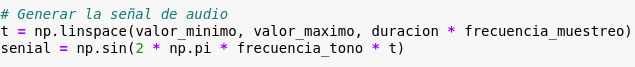 # Generar la señal de audio
t = np.linspace(valor_minimo, valor_maximo, duracion * frecuencia_muestreo)
senial = np.sin(2 * np.pi * frecuencia_tono * t)